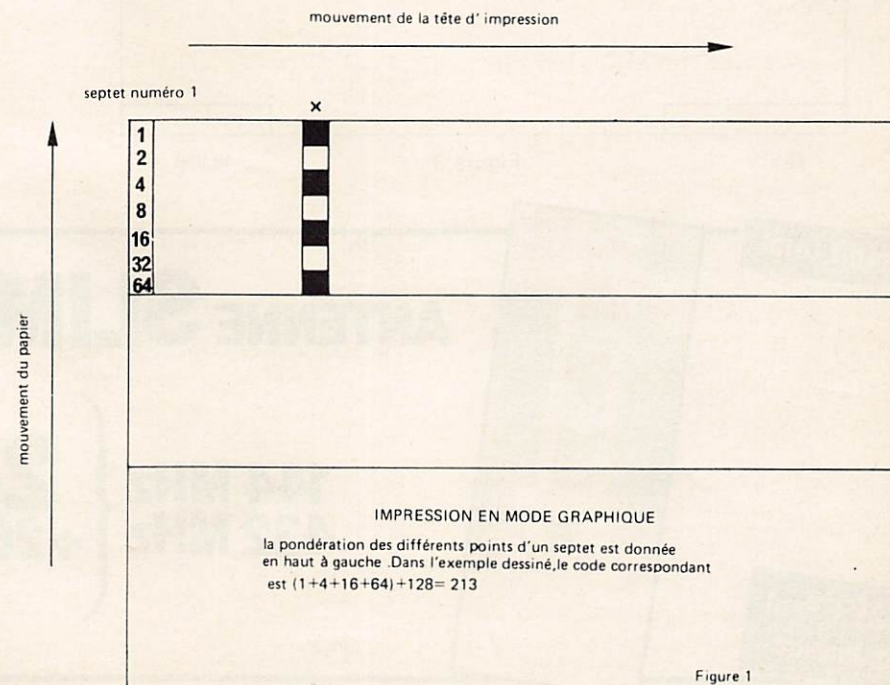 mouvement de la tête d'impression
septet numéro 1
×
1
2
4
8
16
32
64
mouvement du papier
IMPRESSION EN MODE GRAPHIQUE
la pondération des différents points d'un septet est donnée
en haut à gauche .Dans l'exemple dessiné,le code correspondant
est (1+4+16+64)+128= 213
Figure 1